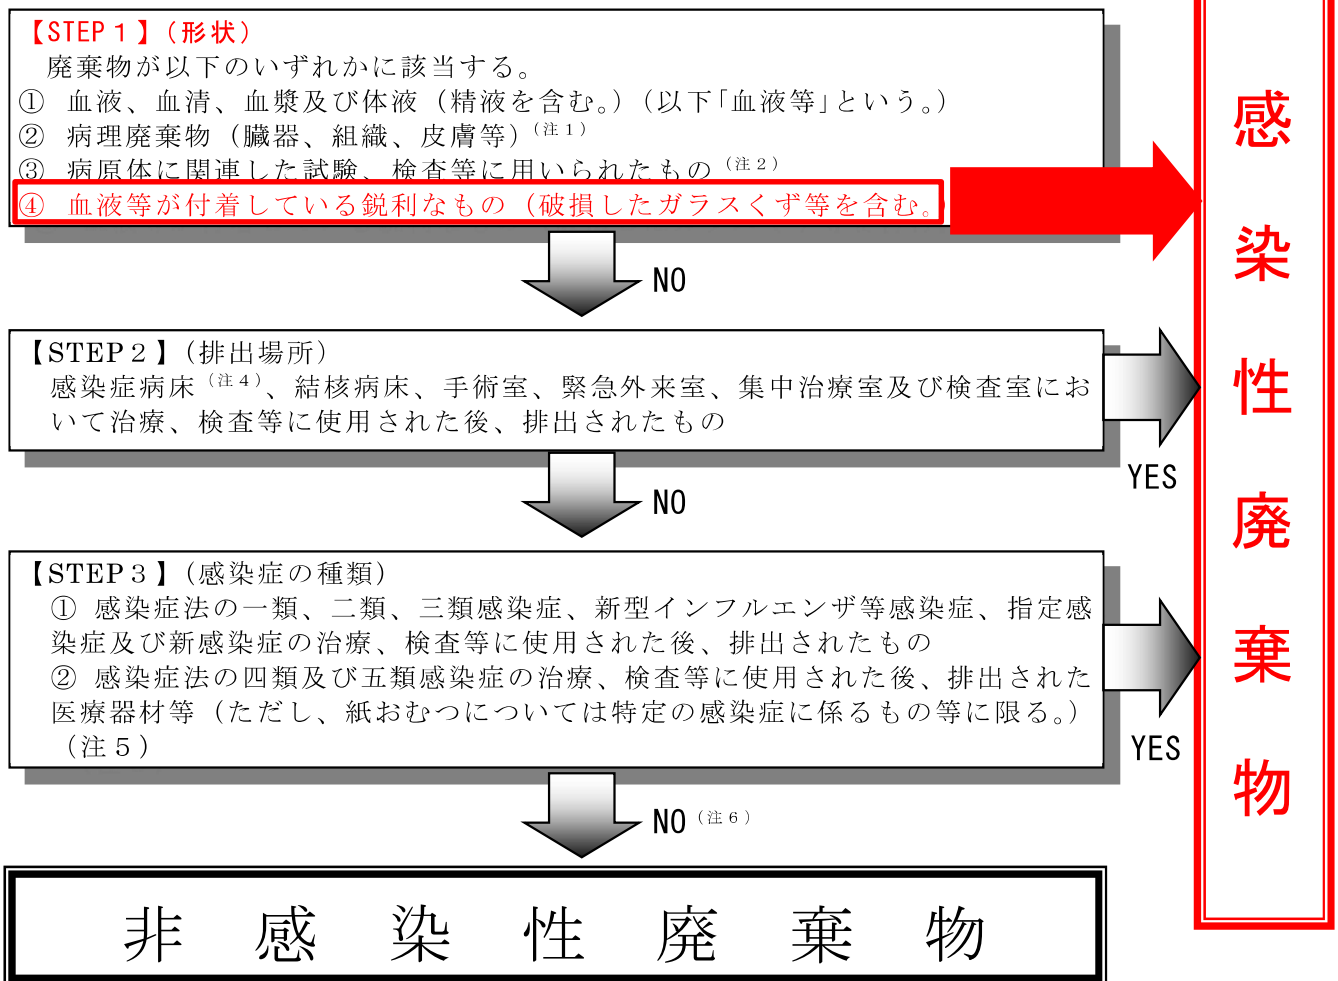 【STEP１】（形状）
廃棄物が以下のいずれかに該当する。
① 血液、血清、血漿及び体液（精液を含む。）（以下「血液等」という。）
② 病理廃棄物（臓器、組織、皮膚等）（注１）
③ 病原体に関連した試験、検査等に用いられたもの（注２）
④ 血液等が付着している鋭利なもの（破損したガラスくず等を含む。）
NO
【STEP２】（排出場所）
感染症病床（注４）、結核病床、手術室、緊急外来室、集中治療室及び検査室にお
いて治療、検査等に使用された後、排出されたもの
YES
NO
【STEP３】（感染症の種類）
① 感染症法の一類、二類、三類感染症、新型インフルエンザ等感染症、指定感
染症及び新感染症の治療、検査等に使用された後、排出されたもの
② 感染症法の四類及び五類感染症の治療、検査等に使用された後、排出された
医療器材等（ただし、紙おむつについては特定の感染症に係るもの等に限る。）
（注５）
YES
NO（注６）
非感染性廃棄物
感染性廃棄物